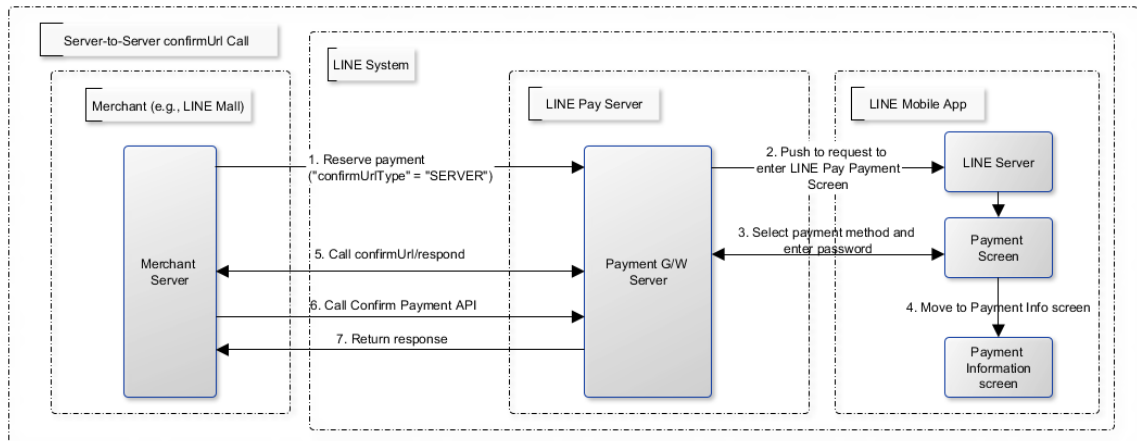 Server-to-Server confirmUrl Call
LINE System
Merchant (e.g., LINE Mall)
LINE Pay Server
LINE Mobile App
1. Reserve payment
("confirmUrlType" = "SERVER")
2. Push to request to
enter LINE Pay Payment
Screen
LINE Server
3. Select payment method and
enter password
Payment
Screen
5. Call confirmUrl/respond
Merchant
Server
Payment G/W
Server
6. Call Confirm Payment API
4. Move to Payment Info screen
7. Return response
Payment
Information
screen